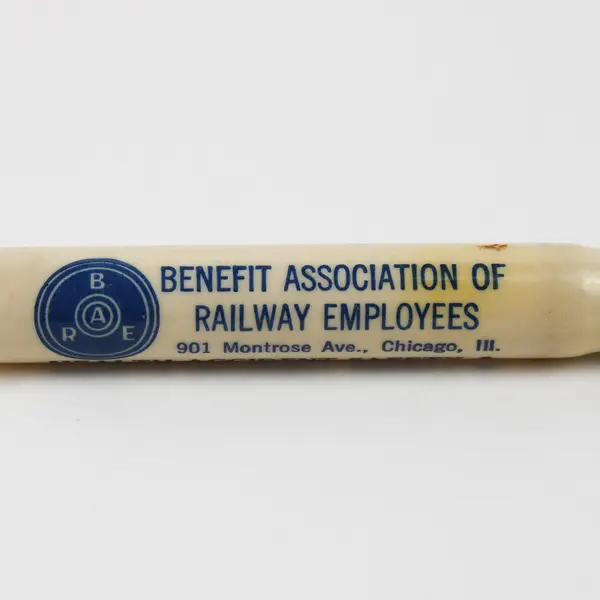 B
A
R E
BENEFIT ASSOCIATION OF
RAILWAY EMPLOYEES
901 Montrose Ave., Chicago, Ill.